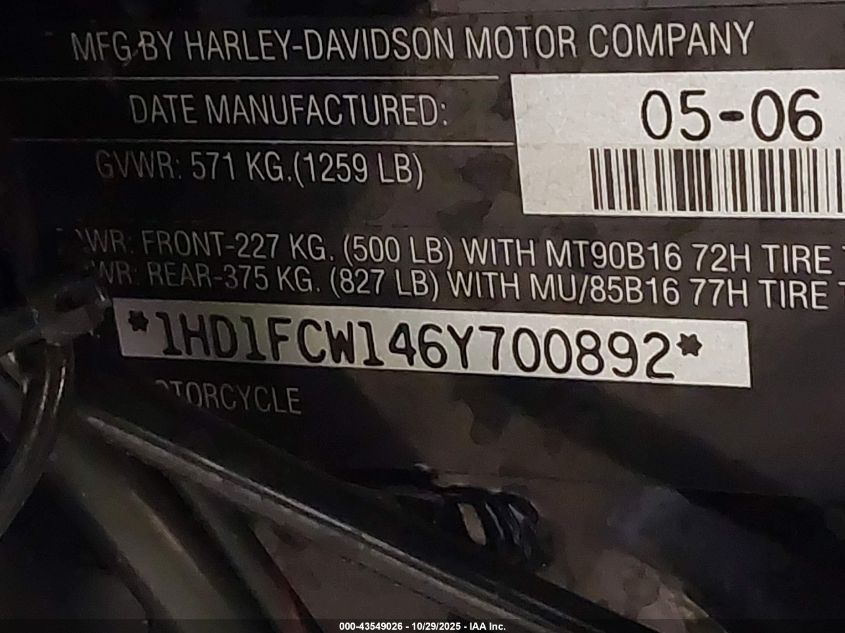 MFG BY HARLEY-DAVIDSON MOTOR COMPANY
DATE MANUFACTURED: 05-06
GVWR: 571 KG.(1259 LB)
WR: FRONT-227 KG. (500 LB) WITH MT90B16 72H TIRE
WR: REAR-375 KG. (827 LB) WITH MU/85B16 77H TIRE
*1HD1FCW146Y700892*
OTORCYCLE
000-43549026 - 10/29/2025 - IAA Inc.